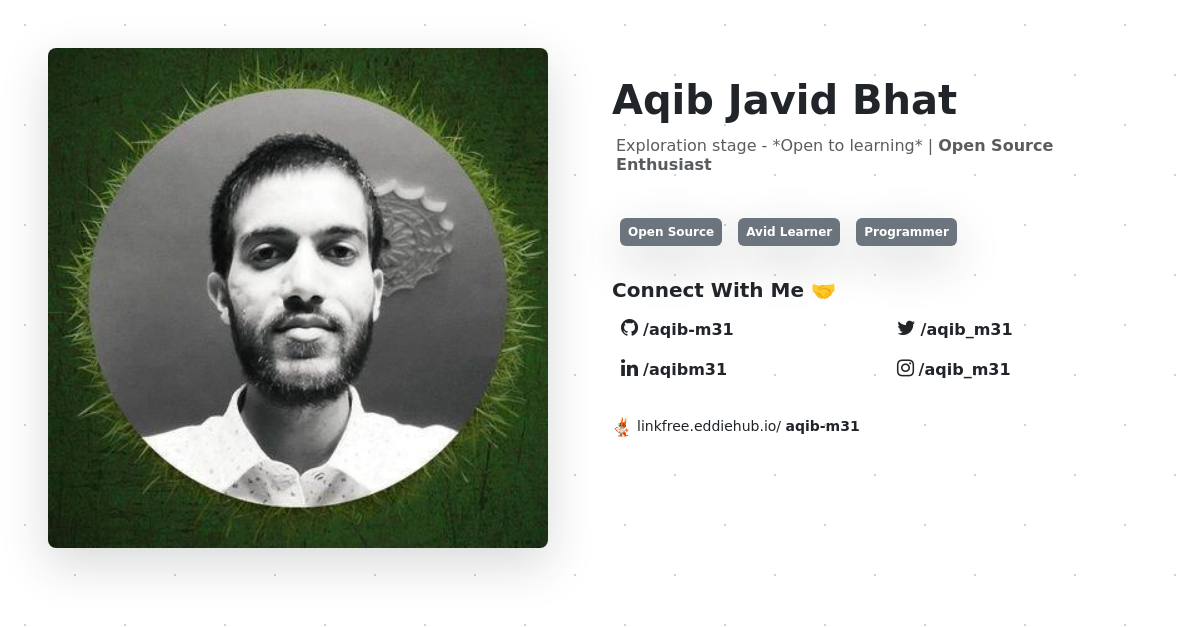 Aqib Javid Bhat
Exploration stage - *Open to learning* | Open Source
Enthusiast
Open Source Avid Learner Programmer
Connect With Me 🤝
/aqib-m31 /aqib_m31
/aqibm31 /aqib_m31
linkfree.eddiehub.io/ aqib-m31